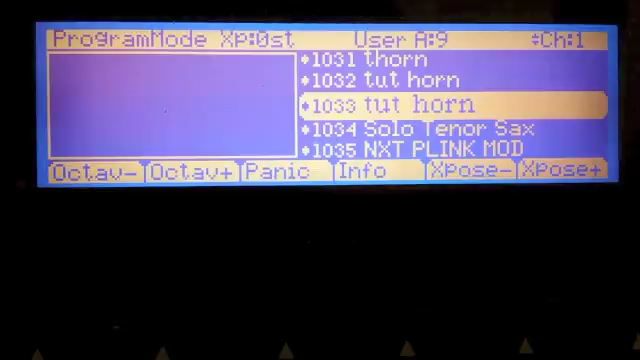 ProgramMode Xp:0st User A:9 ÷Ch:1
♦1031 thorn
♦1032 tut horn
♦1033 tut horn
♦1034 Solo Tenor Sax
♦1035 NXT PLINK MOD
Octav- Octav+ Panic Info Xpose- Xpose+